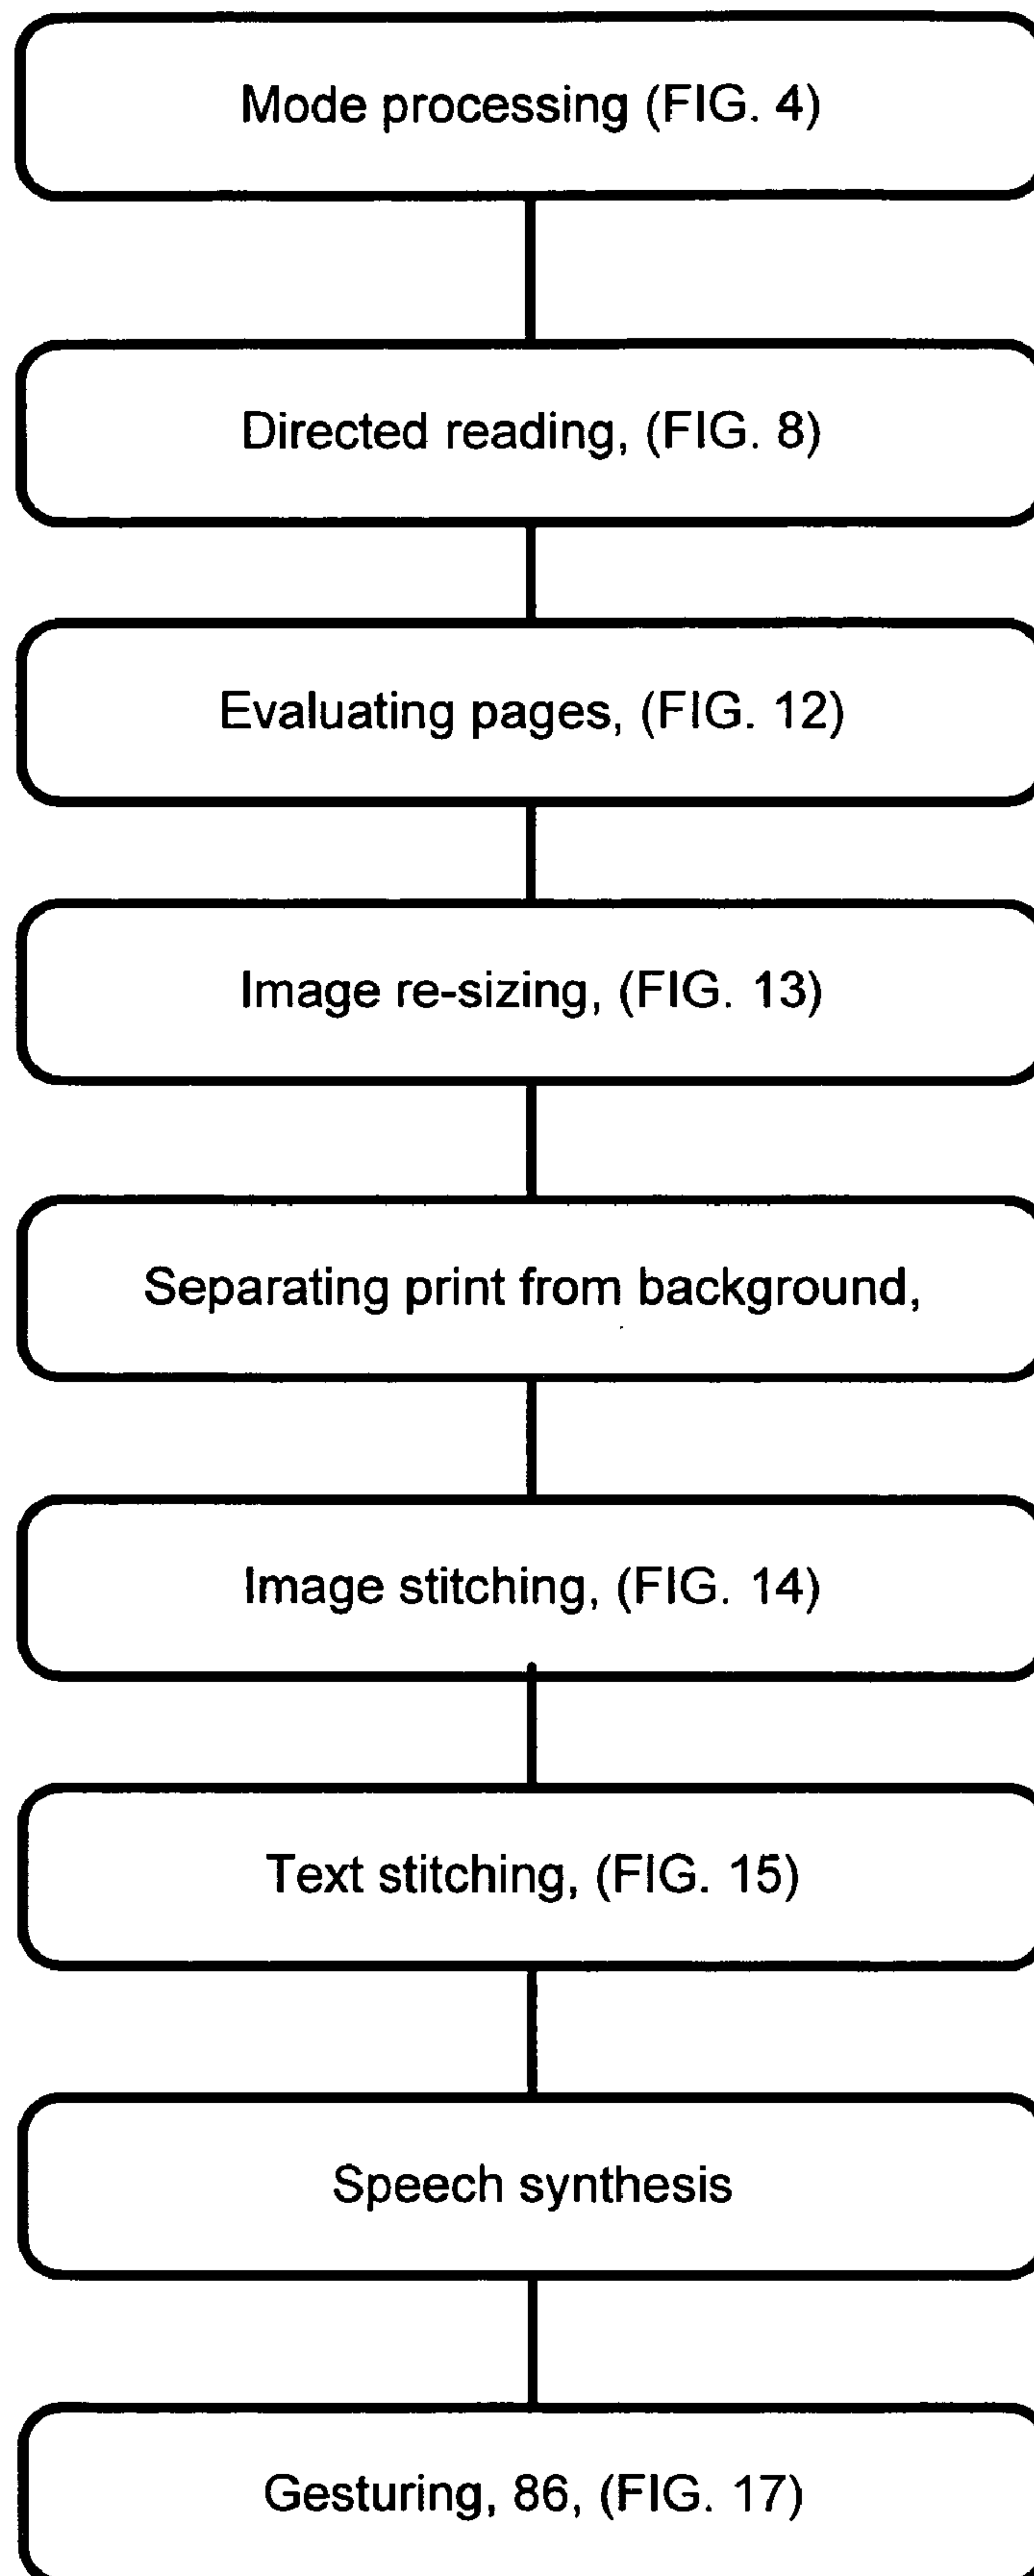 Mode processing (FIG. 4)
Directed reading, (FIG. 8)
Evaluating pages, (FIG. 12)
Image re-sizing, (FIG. 13)
Separating print from background,
Image stitching, (FIG. 14)
Text stitching, (FIG. 15)
Speech synthesis
Gesturing, 86, (FIG. 17)